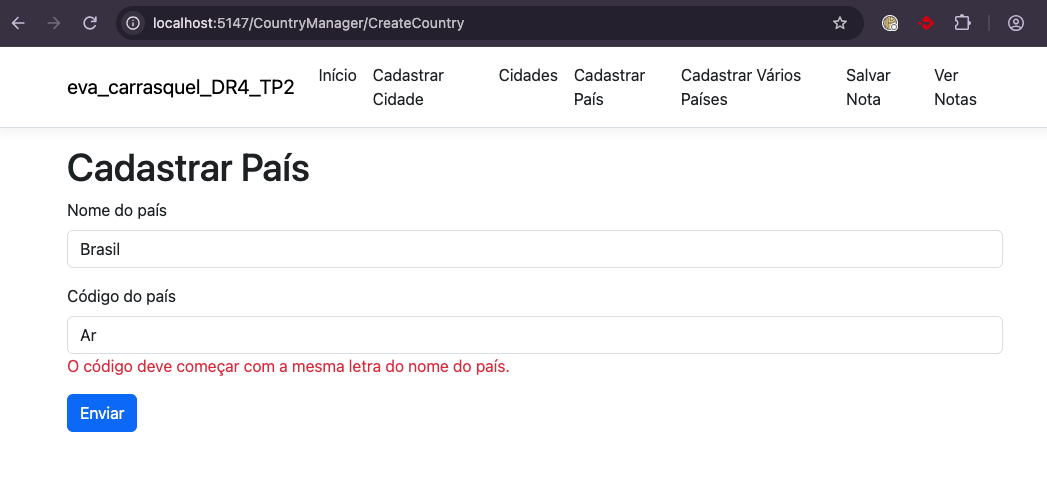 localhost:5147/CountryManager/CreateCountry
eva_carrasquel_DR4_TP2
Início
Cadastrar
Cidade
Cidades
Cadastrar
País
Cadastrar Vários
Países
Salvar
Nota
Ver
Notas
Cadastrar País
Nome do país
Brasil
Código do país
Ar
O código deve começar com a mesma letra do nome do país.
Enviar